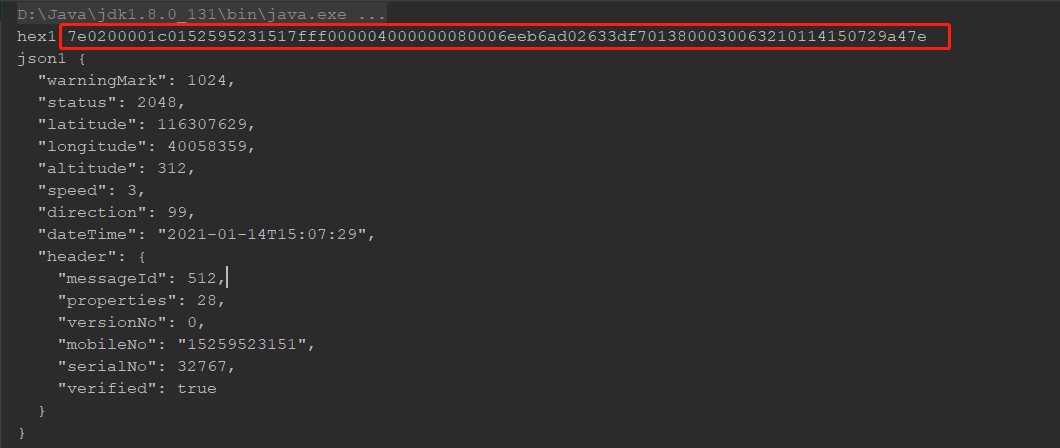 D:\Java\jdk1.8.0_131\bin\java.exe ...
hex1 7e0200001c0152595231517fff000004000000080006eeb6ad02633df7013800030063210114150729a47e
json1 {
  "warningMark": 1024,
  "status": 2048,
  "latitude": 116307629,
  "longitude": 40058359,
  "altitude": 312,
  "speed": 3,
  "direction": 99,
  "dateTime": "2021-01-14T15:07:29",
  "header": {
    "messageId": 512,
    "properties": 28,
    "versionNo": 0,
    "mobileNo": "15259523151",
    "serialNo": 32767,
    "verified": true
  }
}